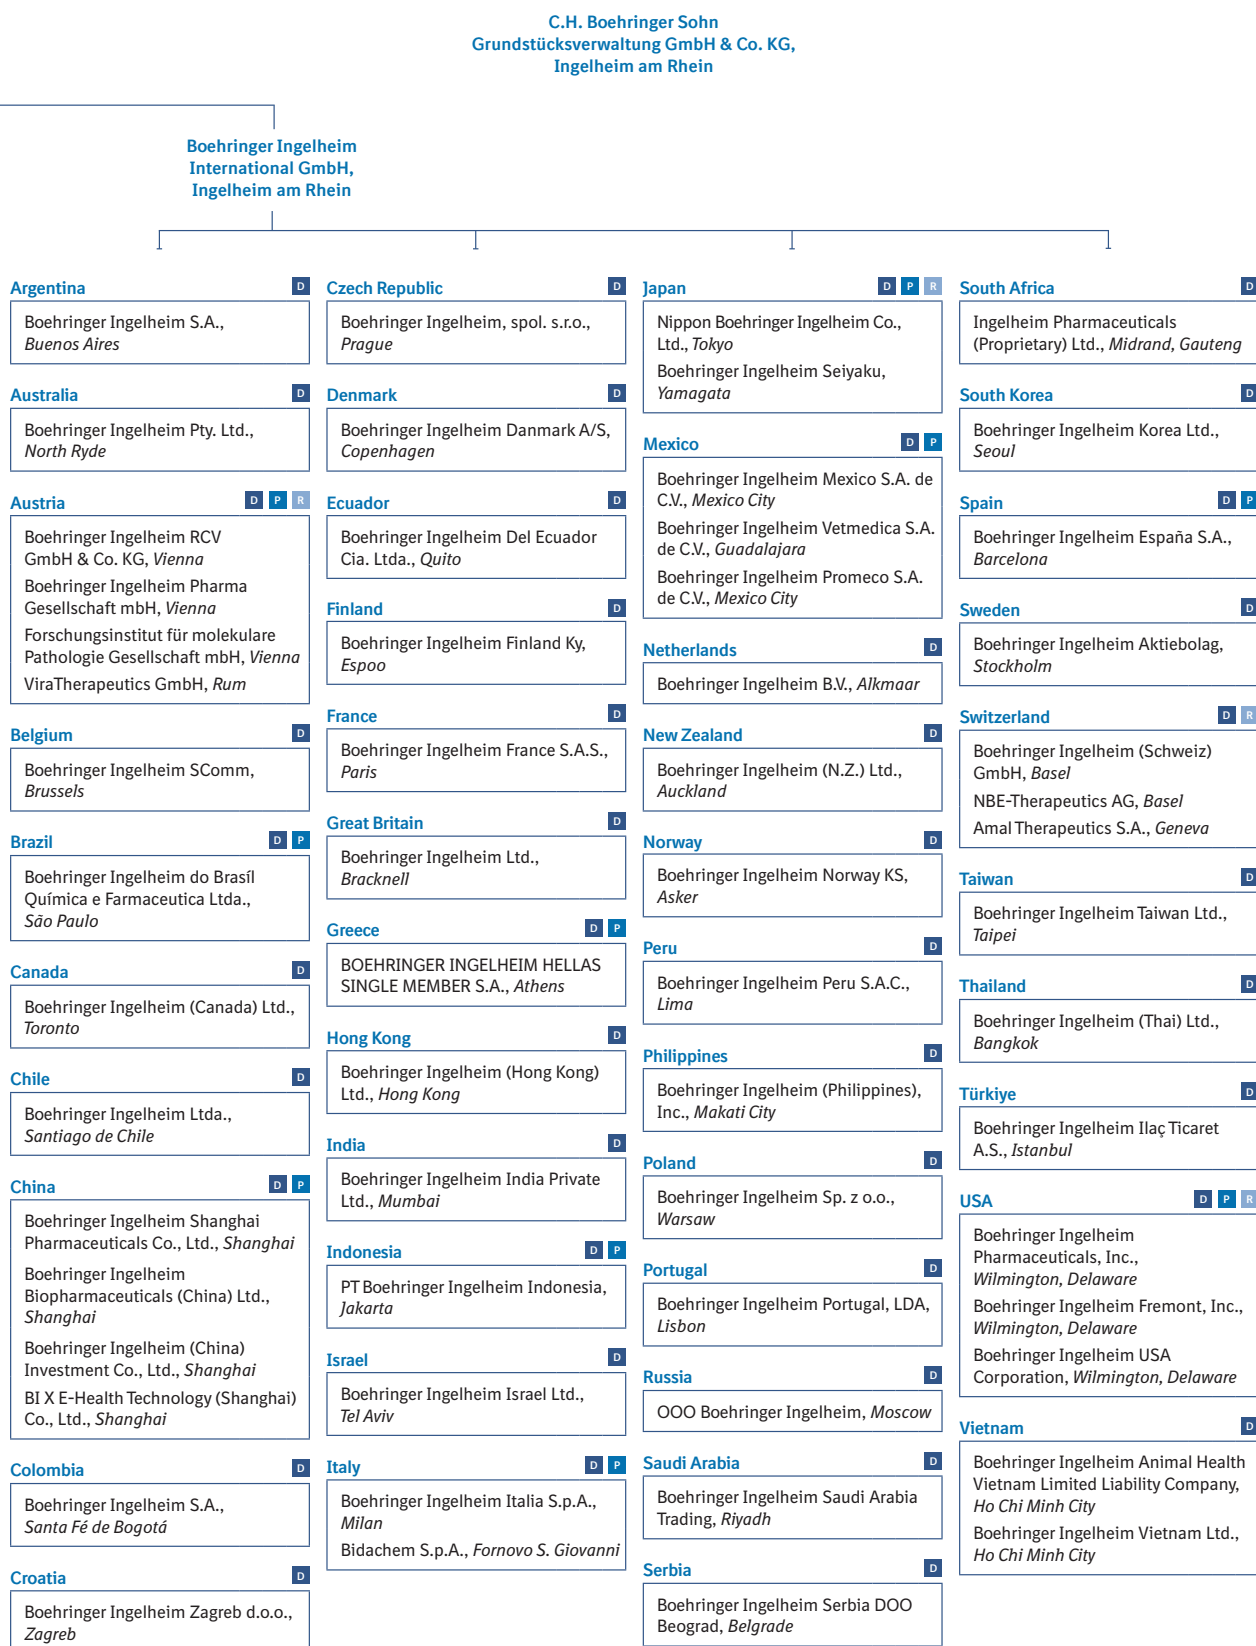 C.H. Boehringer Sohn
Grundstücksverwaltung GmbH & Co. KG,
Ingelheim am Rhein
Boehringer Ingelheim
International GmbH,
Ingelheim am Rhein
Argentina D
Boehringer Ingelheim S.A.,
Buenos Aires
Australia D
Boehringer Ingelheim Pty. Ltd.,
North Ryde
Austria D P R
Boehringer Ingelheim RCV
GmbH & Co. KG, Vienna
Boehringer Ingelheim Pharma
Gesellschaft mbH, Vienna
Forschungsinstitut für molekulare
Pathologie Gesellschaft mbH, Vienna
ViraTherapeutics GmbH, Rum
Belgium D
Boehringer Ingelheim SComm,
Brussels
Brazil D P
Boehringer Ingelheim do Brasíl
Química e Farmaceutica Ltda.,
São Paulo
Canada D
Boehringer Ingelheim (Canada) Ltd.,
Toronto
Chile D
Boehringer Ingelheim Ltda.,
Santiago de Chile
China D P
Boehringer Ingelheim Shanghai
Pharmaceuticals Co., Ltd., Shanghai
Boehringer Ingelheim
Biopharmaceuticals (China) Ltd.,
Shanghai
Boehringer Ingelheim (China)
Investment Co., Ltd., Shanghai
BI X E-Health Technology (Shanghai)
Co., Ltd., Shanghai
Colombia D
Boehringer Ingelheim S.A.,
Santa Fé de Bogotá
Croatia D
Boehringer Ingelheim Zagreb d.o.o.,
Zagreb
Czech Republic D
Boehringer Ingelheim, spol. s.r.o.,
Prague
Denmark D
Boehringer Ingelheim Danmark A/S,
Copenhagen
Ecuador D
Boehringer Ingelheim Del Ecuador
Cia. Ltda., Quito
Finland D
Boehringer Ingelheim Finland Ky,
Espoo
France D
Boehringer Ingelheim France S.A.S.,
Paris
Great Britain D
Boehringer Ingelheim Ltd.,
Bracknell
Greece D P
BOEHRINGER INGELHEIM HELLAS
SINGLE MEMBER S.A., Athens
Hong Kong D
Boehringer Ingelheim (Hong Kong)
Ltd., Hong Kong
India D
Boehringer Ingelheim India Private
Ltd., Mumbai
Indonesia D P
PT Boehringer Ingelheim Indonesia,
Jakarta
Israel D
Boehringer Ingelheim Israel Ltd.,
Tel Aviv
Italy D P
Boehringer Ingelheim Italia S.p.A.,
Milan
Bidachem S.p.A., Fornovo S. Giovanni
Japan D P R
Nippon Boehringer Ingelheim Co.,
Ltd., Tokyo
Boehringer Ingelheim Seiyaku,
Yamagata
Mexico D P
Boehringer Ingelheim Mexico S.A. de
C.V., Mexico City
Boehringer Ingelheim Vetmedica S.A.
de C.V., Guadalajara
Boehringer Ingelheim Promeco S.A.
de C.V., Mexico City
Netherlands D
Boehringer Ingelheim B.V., Alkmaar
New Zealand D
Boehringer Ingelheim (N.Z.) Ltd.,
Auckland
Norway D
Boehringer Ingelheim Norway KS,
Asker
Peru D
Boehringer Ingelheim Peru S.A.C.,
Lima
Philippines D
Boehringer Ingelheim (Philippines),
Inc., Makati City
Poland D
Boehringer Ingelheim Sp. z o.o.,
Warsaw
Portugal D
Boehringer Ingelheim Portugal, LDA,
Lisbon
Russia D
OOO Boehringer Ingelheim, Moscow
Saudi Arabia D
Boehringer Ingelheim Saudi Arabia
Trading, Riyadh
Serbia D
Boehringer Ingelheim Serbia DOO
Beograd, Belgrade
South Africa D
Ingelheim Pharmaceuticals
(Proprietary) Ltd., Midrand, Gauteng
South Korea D
Boehringer Ingelheim Korea Ltd.,
Seoul
Spain D P
Boehringer Ingelheim España S.A.,
Barcelona
Sweden D
Boehringer Ingelheim Aktiebolag,
Stockholm
Switzerland D R
Boehringer Ingelheim (Schweiz)
GmbH, Basel
NBE-Therapeutics AG, Basel
Amal Therapeutics S.A., Geneva
Taiwan D
Boehringer Ingelheim Taiwan Ltd.,
Taipei
Thailand D
Boehringer Ingelheim (Thai) Ltd.,
Bangkok
Türkiye D
Boehringer Ingelheim Ilaç Ticaret
A.S., Istanbul
USA D P R
Boehringer Ingelheim
Pharmaceuticals, Inc.,
Wilmington, Delaware
Boehringer Ingelheim Fremont, Inc.,
Wilmington, Delaware
Boehringer Ingelheim USA
Corporation, Wilmington, Delaware
Vietnam D
Boehringer Ingelheim Animal Health
Vietnam Limited Liability Company,
Ho Chi Minh City
Boehringer Ingelheim Vietnam Ltd.,
Ho Chi Minh City